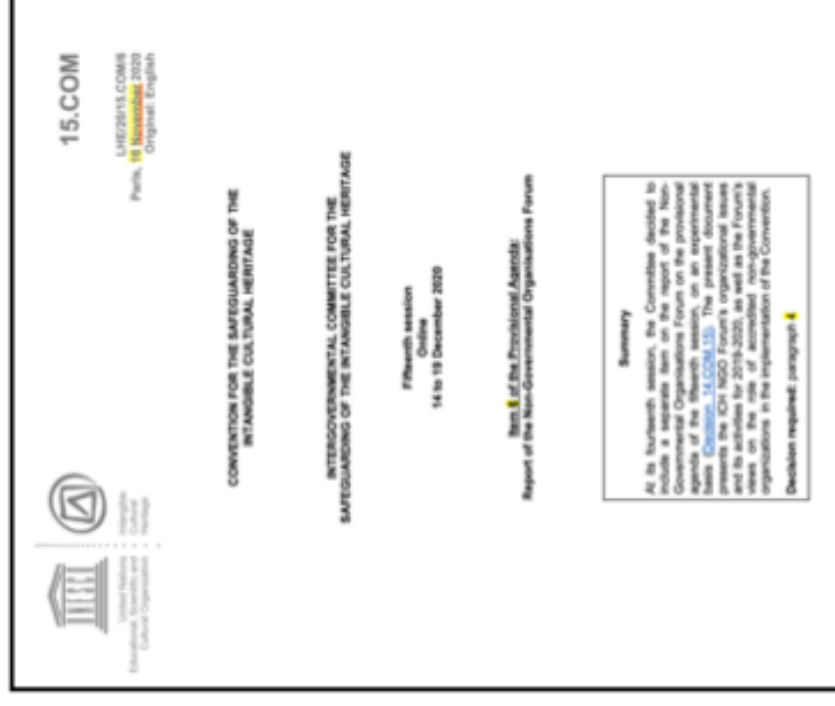 15.COM
LHE/20/15.COM/6
Paris, 16 November 2020
Original: English
United Nations
Educational, Scientific and
Cultural Organization
Intangible
Cultural
Heritage
CONVENTION FOR THE SAFEGUARDING OF THE
INTANGIBLE CULTURAL HERITAGE
INTERGOVERNMENTAL COMMITTEE FOR THE
SAFEGUARDING OF THE INTANGIBLE CULTURAL HERITAGE
Fifteenth session
Online
14 to 19 December 2020
Item 6 of the Provisional Agenda:
Report of the Non-Governmental Organisations Forum
Summary
At its fourteenth session, the Committee decided to
include a separate item on the report of the Non-
Governmental Organisations Forum on the provisional
agenda of the fifteenth session, on an experimental
basis (Decision 14.COM 15). The present document
presents the ICH NGO Forum's organizational issues
and its activities for 2019-2020, as well as the Forum's
views on the role of accredited non-governmental
organizations in the implementation of the Convention.
Decision required: paragraph 4